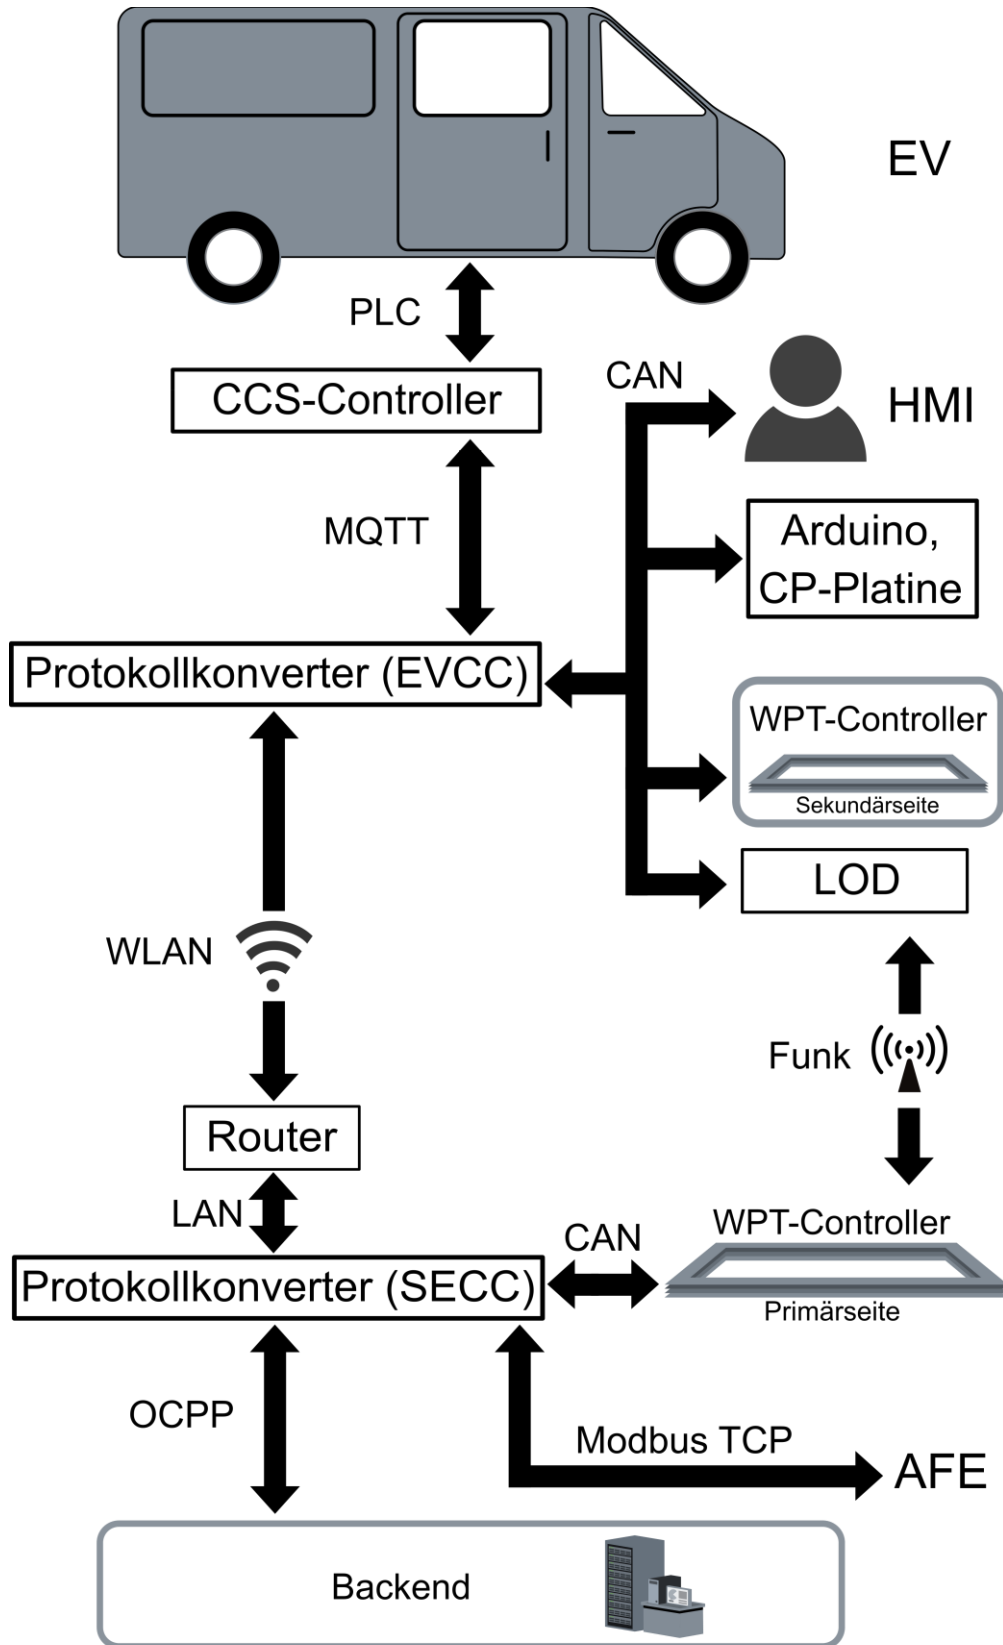 EV
PLC
CCS-Controller
CAN
HMI
MQTT
Arduino,
CP-Platine
Protokollkonverter (EVCC)
WPT-Controller
Sekundärseite
LOD
WLAN
Funk
Router
LAN
WPT-Controller
CAN
Protokollkonverter (SECC)
Primärseite
OCPP
Modbus TCP
AFE
Backend